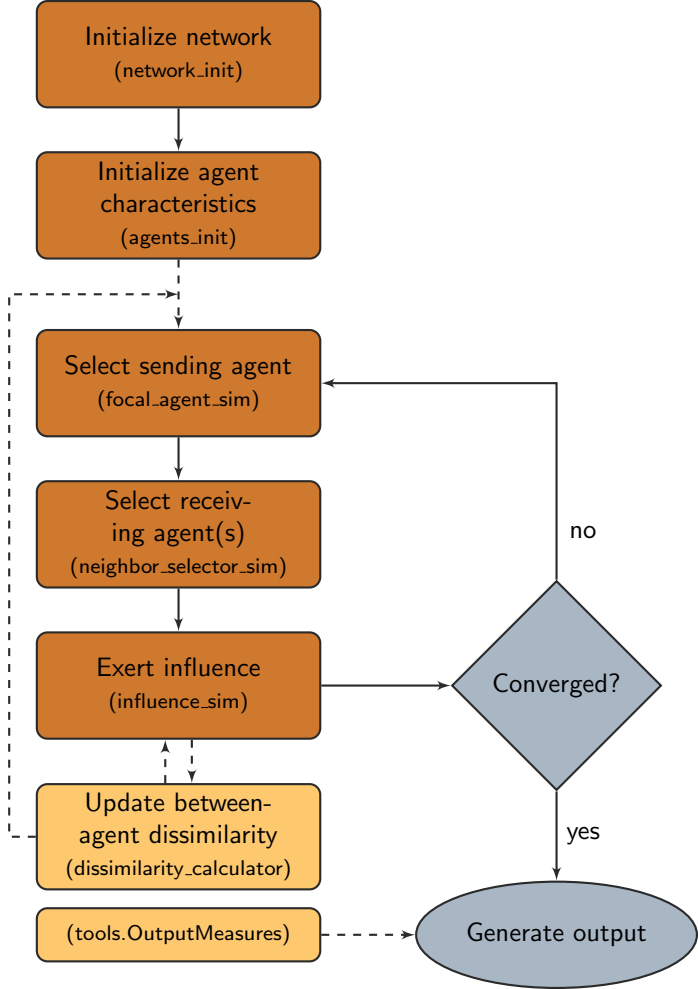 Initialize network
(network_init)
Initialize agent
characteristics
(agents_init)
Select sending agent
(focal_agent_sim)
Select receiv-
ing agent(s)
(neighbor_selector_sim)
no
Exert influence
(influence_sim)
Converged?
Update between-
agent dissimilarity
(dissimilarity_calculator)
yes
(tools.OutputMeasures)
Generate output